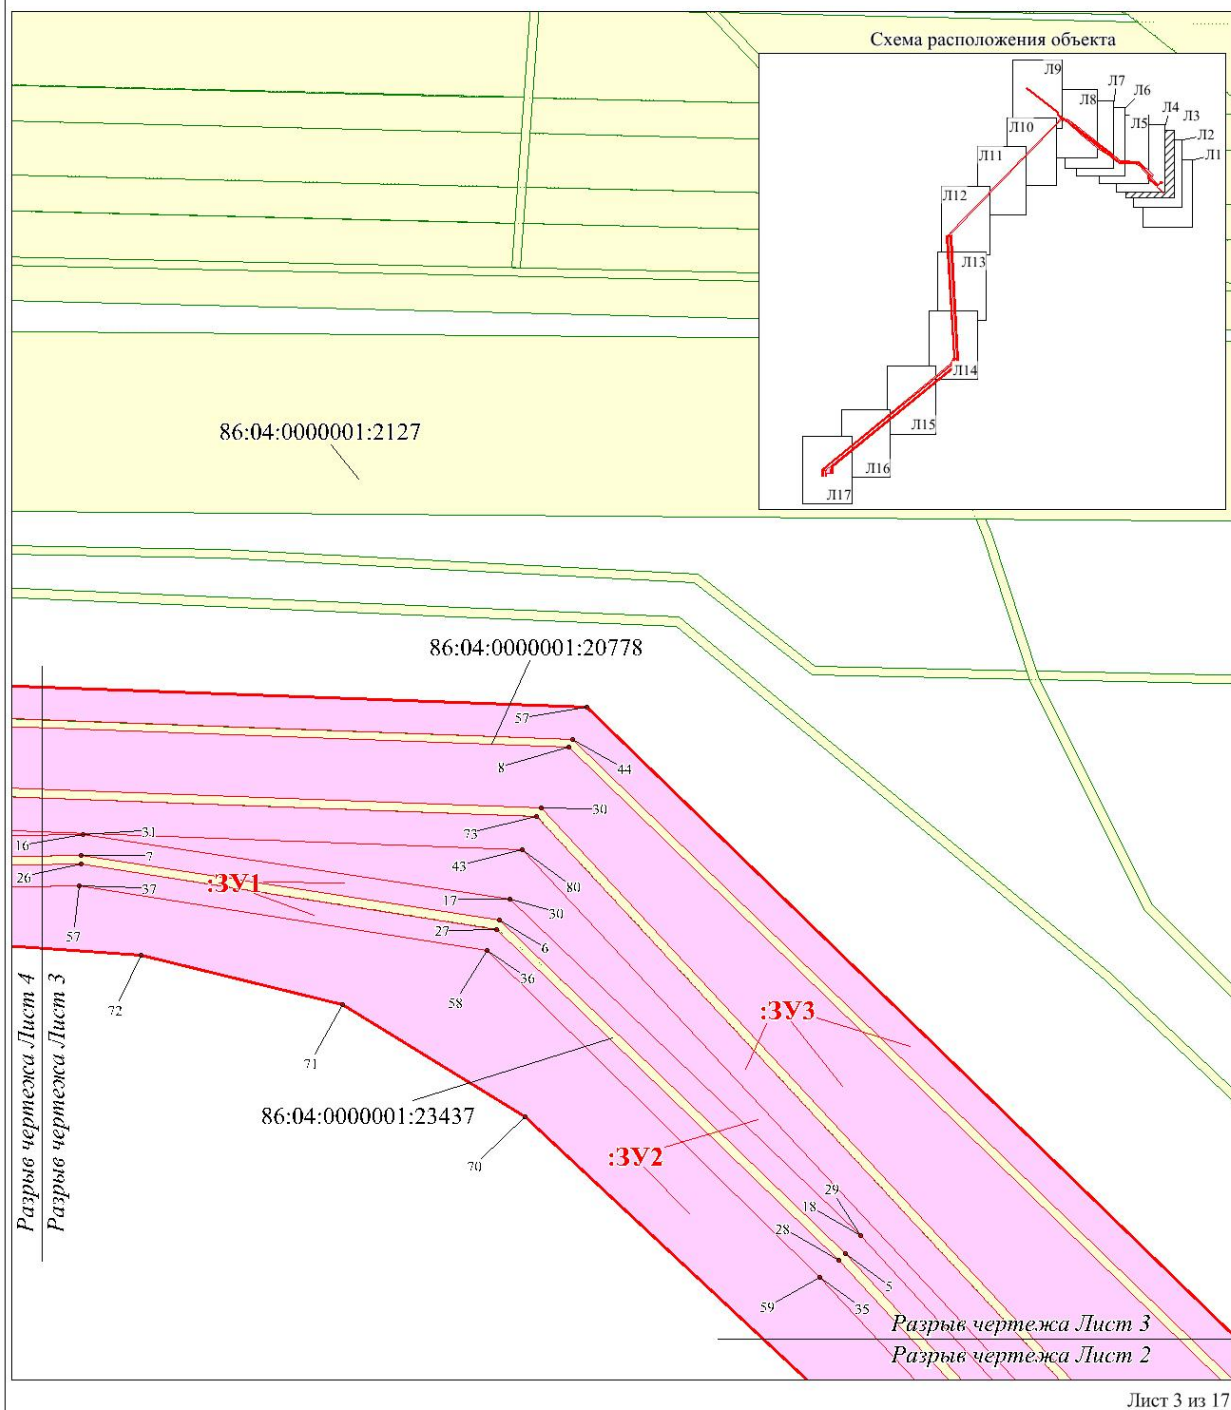 Схема расположения объекта
Л9
Л7
Л8
Л6
Л4
Л10
Л5
Л3
Л2
Л11
Л1
Л12
Л13
Л14
Л15
Л16
Л17
86:04:0000001:2127
86:04:0000001:20778
57
8
44
30
73
16
31
7
43
26
80
:ЗУ1
37
17
30
57
27
6
36
58
72
71
:ЗУ3
86:04:0000001:23437
70
:ЗУ2
29
18
28
5
59
35
Разрыв чертежа Лист 4
Разрыв чертежа Лист 3
Разрыв чертежа Лист 3
Разрыв чертежа Лист 2
Лист 3 из 17